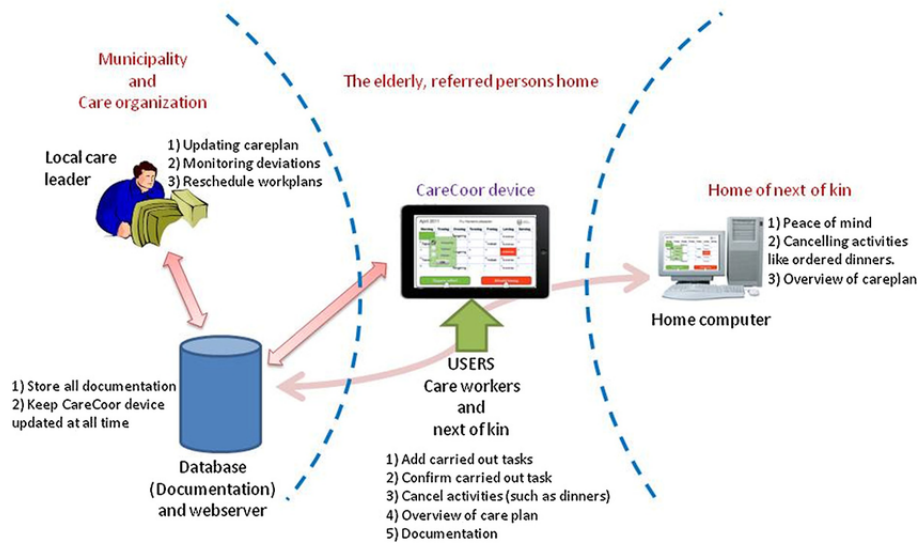 Municipality
and
Care organization
Local care
leader
1) Updating careplan
2) Monitoring deviations
3) Reschedule workplans
1) Store all documentation
2) Keep CareCoor device
updated at all time
Database
(Documentation)
and webserver
The elderly, referred persons home
CareCoor device
April 2011
USERS
Care workers
and
next of kin
1) Add carried out tasks
2) Confirm carried out task
3) Cancel activities (such as dinners)
4) Overview of care plan
5) Documentation
Home of next of kin
1) Peace of mind
2) Cancelling activities
like ordered dinners.
3) Overview of careplan
Home computer